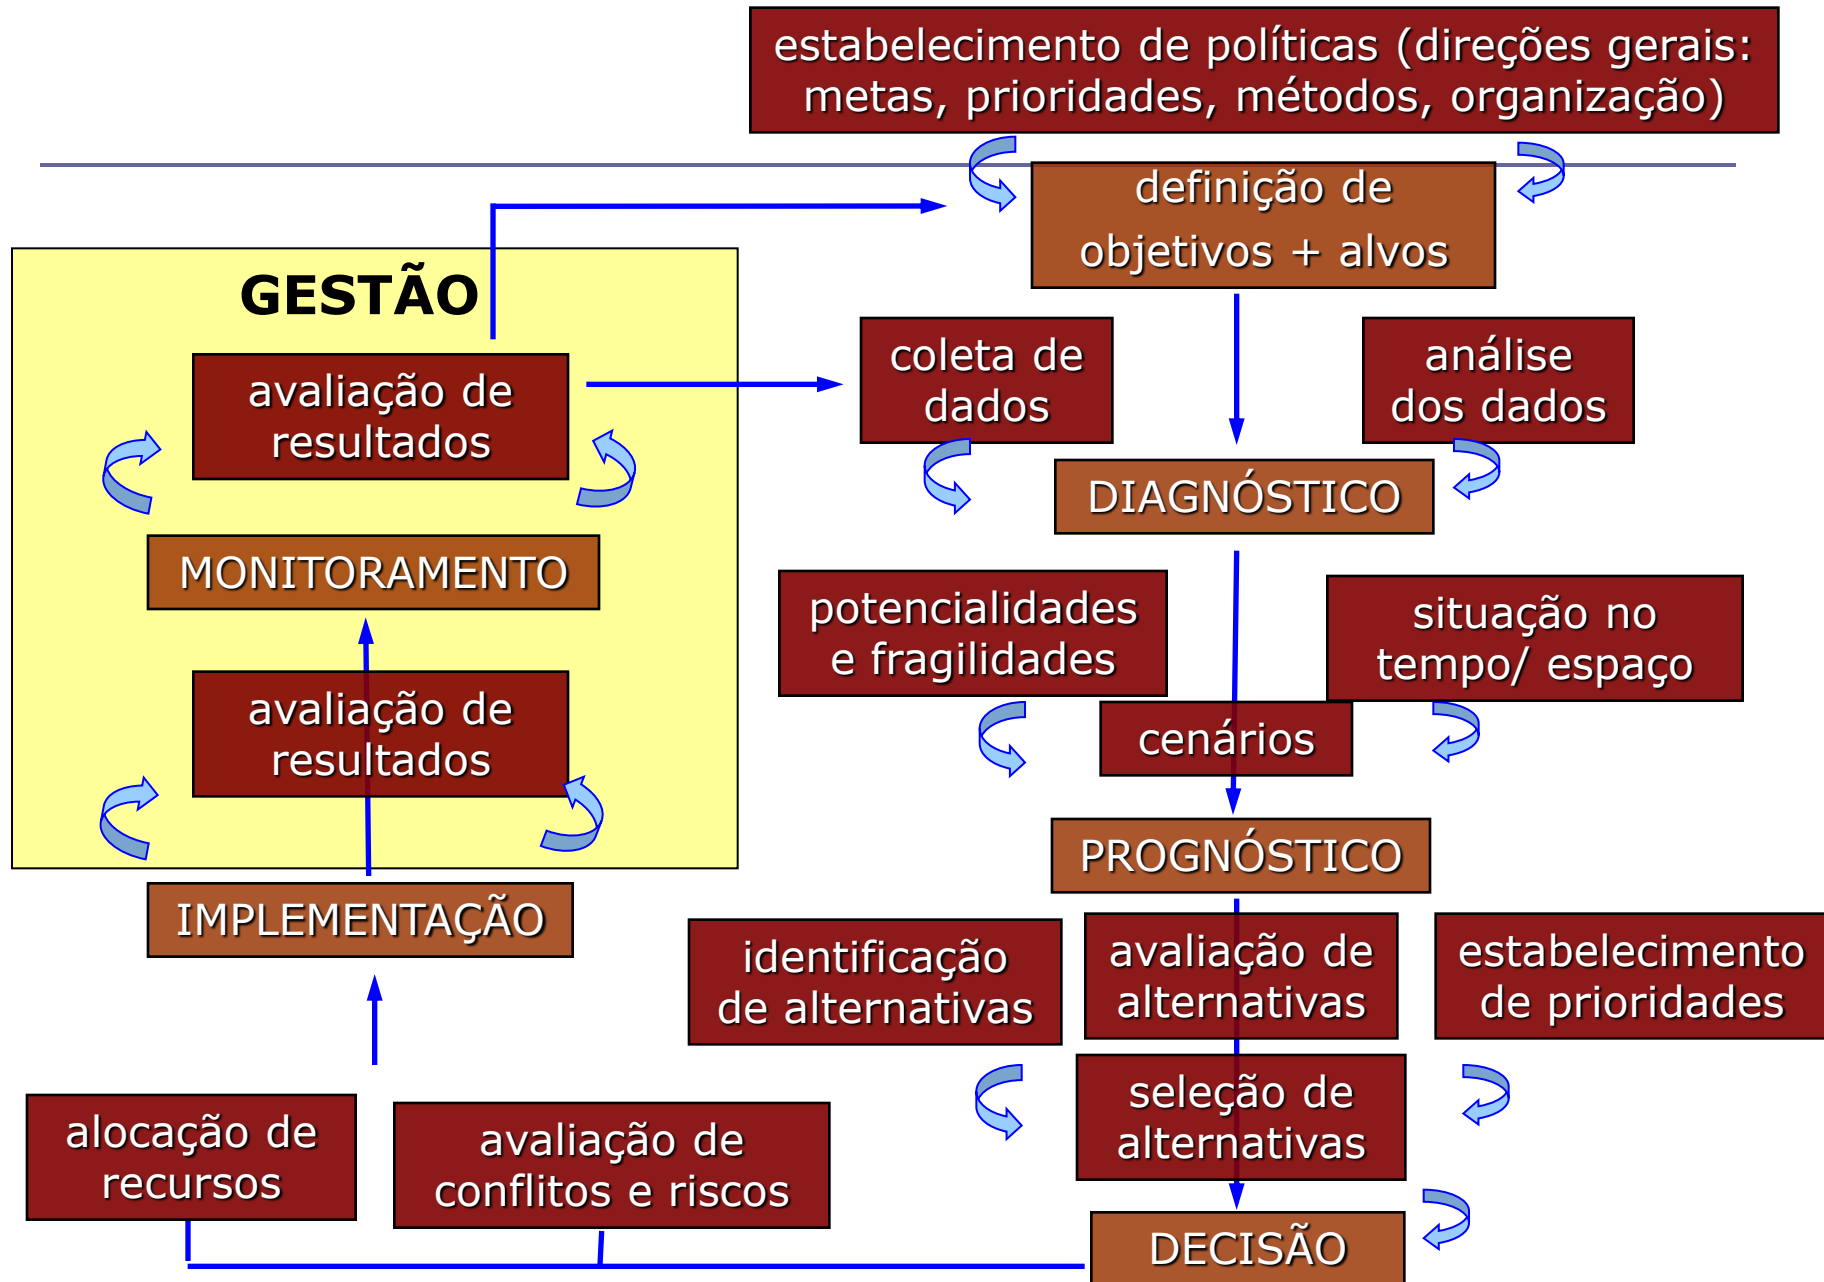 estabelecimento de políticas (direções gerais:
metas, prioridades, métodos, organização)
definição de
objetivos + alvos
GESTÃO
avaliação de
resultados
coleta de
dados
análise
dos dados
DIAGNÓSTICO
MONITORAMENTO
potencialidades
e fragilidades
situação no
tempo/ espaço
avaliação de
resultados
cenários
PROGNÓSTICO
IMPLEMENTAÇÃO
identificação
de alternativas
avaliação de
alternativas
estabelecimento
de prioridades
seleção de
alternativas
alocação de
recursos
avaliação de
conflitos e riscos
DECISÃO